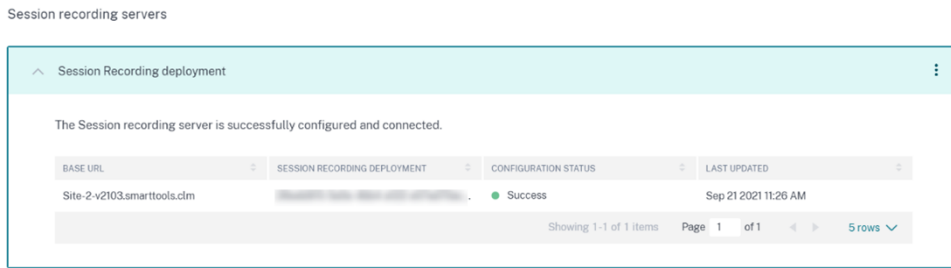 Session recording servers
Session Recording deployment
The Session recording server is successfully configured and connected.
BASE URL SESSION RECORDING DEPLOYMENT CONFIGURATION STATUS LAST UPDATED
Site-2-v2103.smarttools.clm . Success Sep 21 2021 11:26 AM
Showing 1-1 of 1 items Page 1 of 1 5 rows